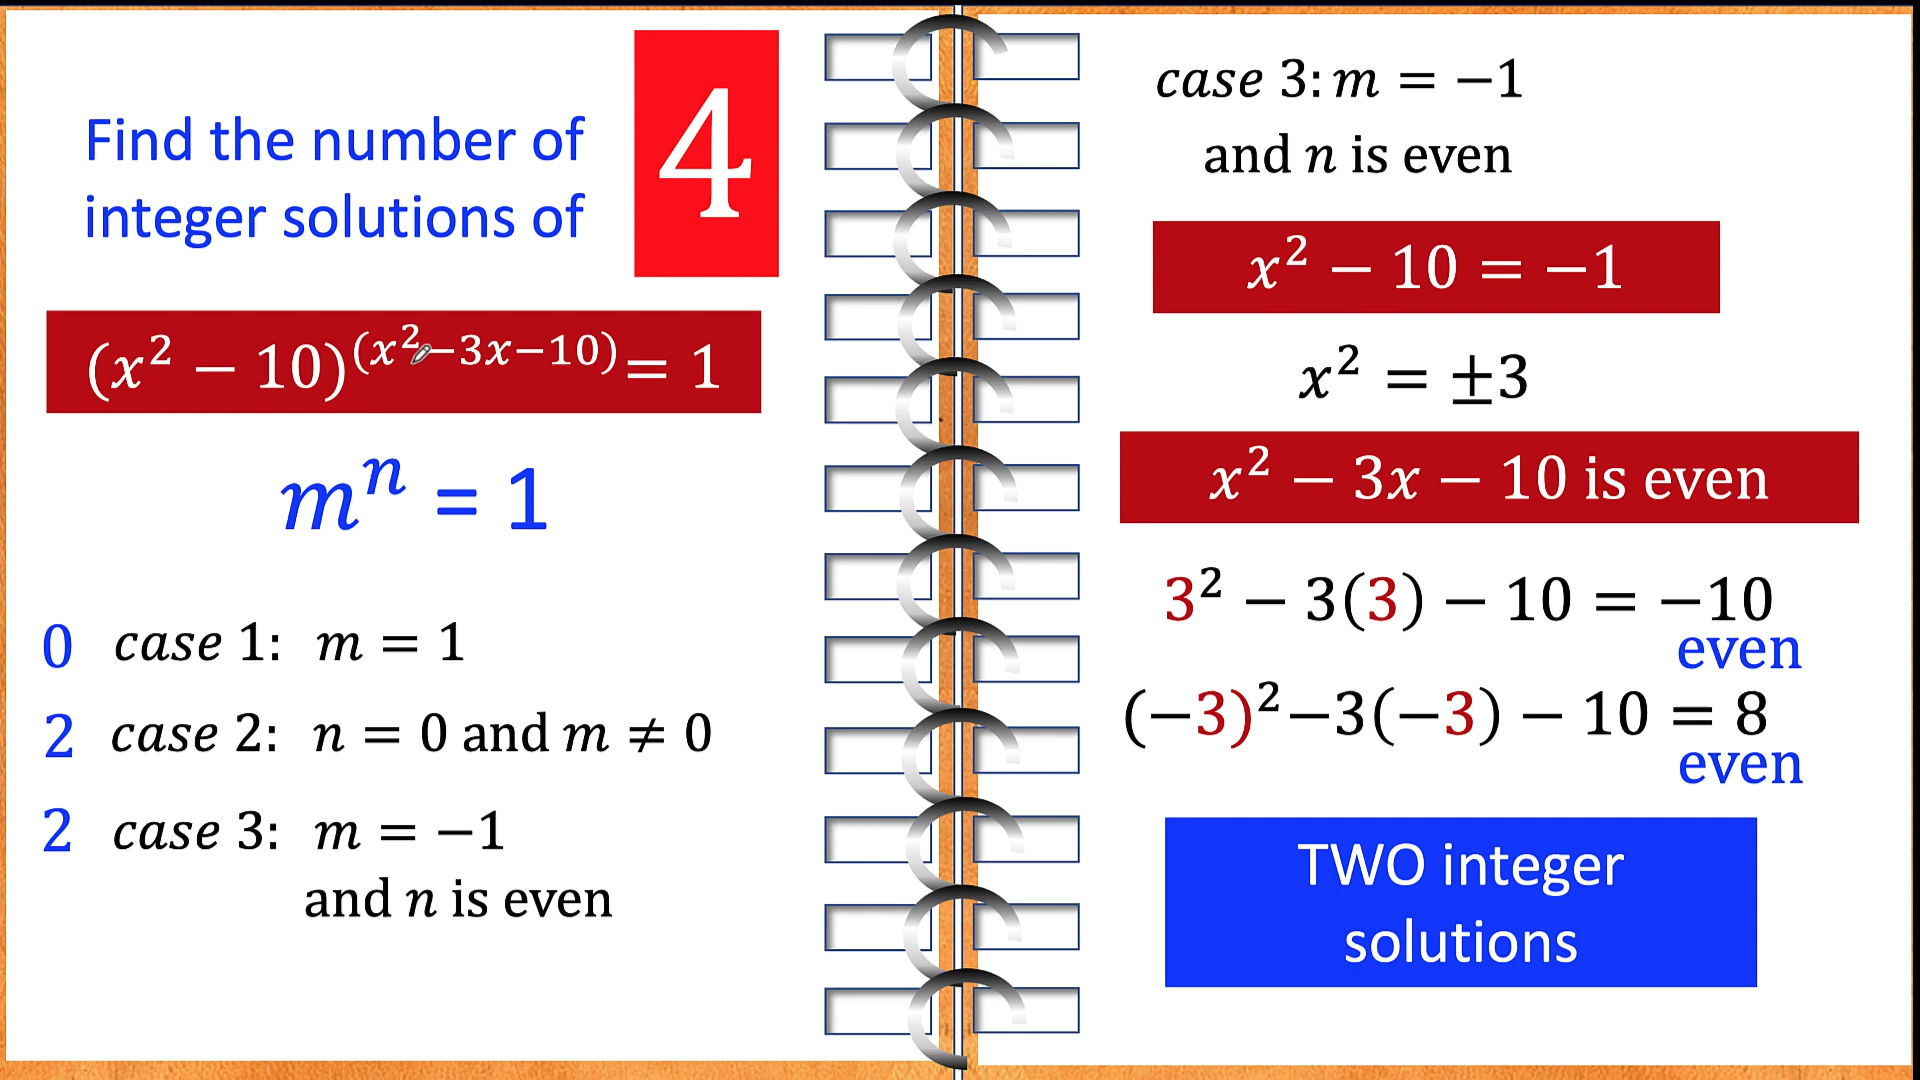 Find the number of
integer solutions of
4
(x² − 10)^(x²−3x−10) = 1
mⁿ = 1
0 case 1: m = 1
2 case 2: n = 0 and m ≠ 0
2 case 3: m = −1
and n is even
case 3: m = −1
and n is even
x² − 10 = −1
x² = ±3
x² − 3x − 10 is even
3² − 3(3) − 10 = −10
even
(−3)²−3(−3) − 10 = 8
even
TWO integer
solutions